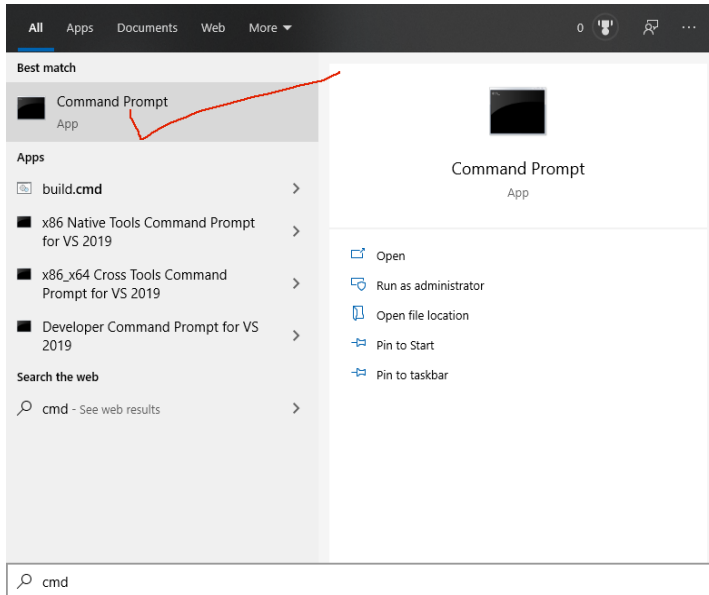 All Apps Documents Web More 0
Best match
Command Prompt
App
Apps
build.cmd
x86 Native Tools Command Prompt
for VS 2019
x86_x64 Cross Tools Command
Prompt for VS 2019
Developer Command Prompt for VS
2019
Search the web
cmd - See web results
Command Prompt
App
Open
Run as administrator
Open file location
Pin to Start
Pin to taskbar
cmd